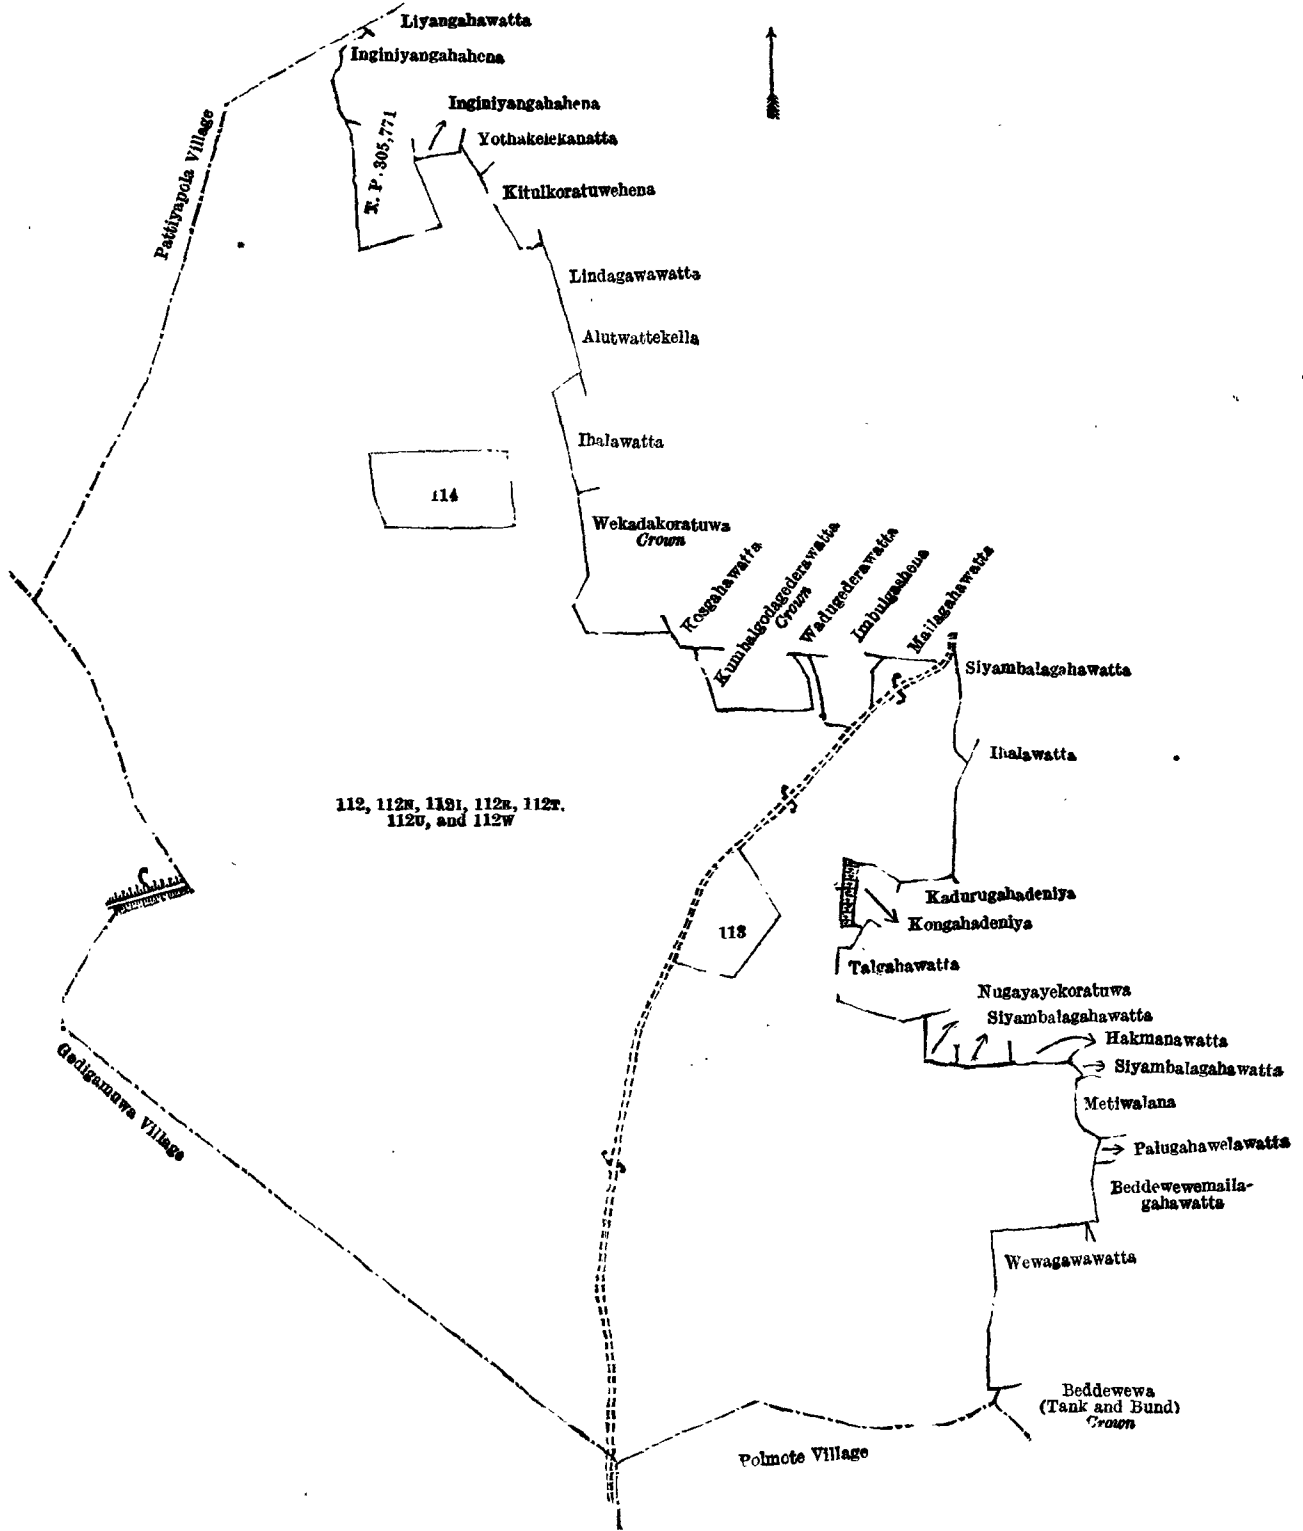 Liyangahawatta
Inginiyangahahena
Inginiyangahahena
Yothakelekanatta
T. P. 305,771
Pattiyapola Village
Kitulkoratuwehena
Lindagawawatta
Alutwattekella
Ihalawatta
114
Wekadakoratuwa
Crown
Kosgahawatta
Kumbalgodagederawatta
Crown
Wadugederawatta
Imbulgashena
Mailagahawatta
Siyambalagahawatta
Ihalawatta
112, 112N, 112I, 112R, 112T,
112U, and 112W
Kadurugahadeniya
Kongahadeniya
113
Talgahawatta
Nugayayekoratuwa
Siyambalagahawatta
Hakmanawatta
Siyambalagahawatta
Gedigamuwa Village
Metiwalana
Palugahawelawatta
Beddewewemaila-
gahawatta
Wewagawawatta
Beddewewa
(Tank and Bund)
Crown
Polmote Village